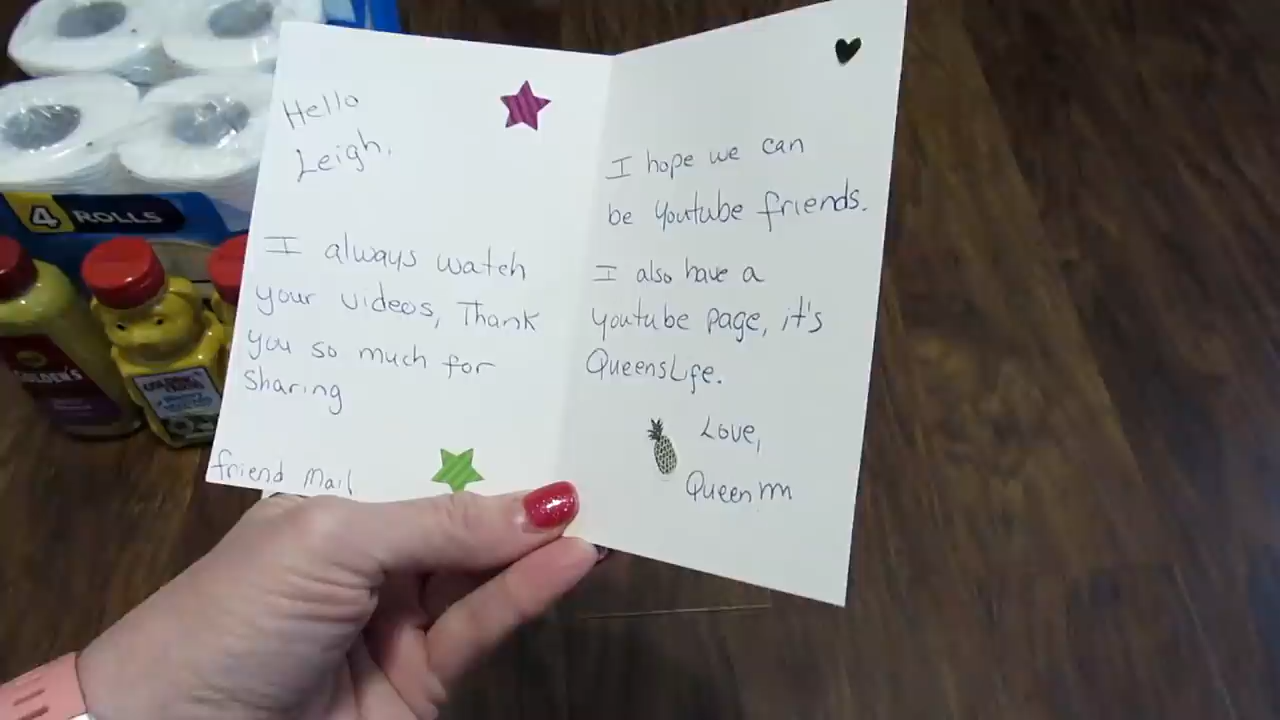 Hello
Leigh,
I always watch
your videos, Thank
you so much for
Sharing
friend mail
I hope we can
be Youtube friends.
I also have a
Youtube page, it's
QueensLife.
Love,
Queen m
4 ROLLS